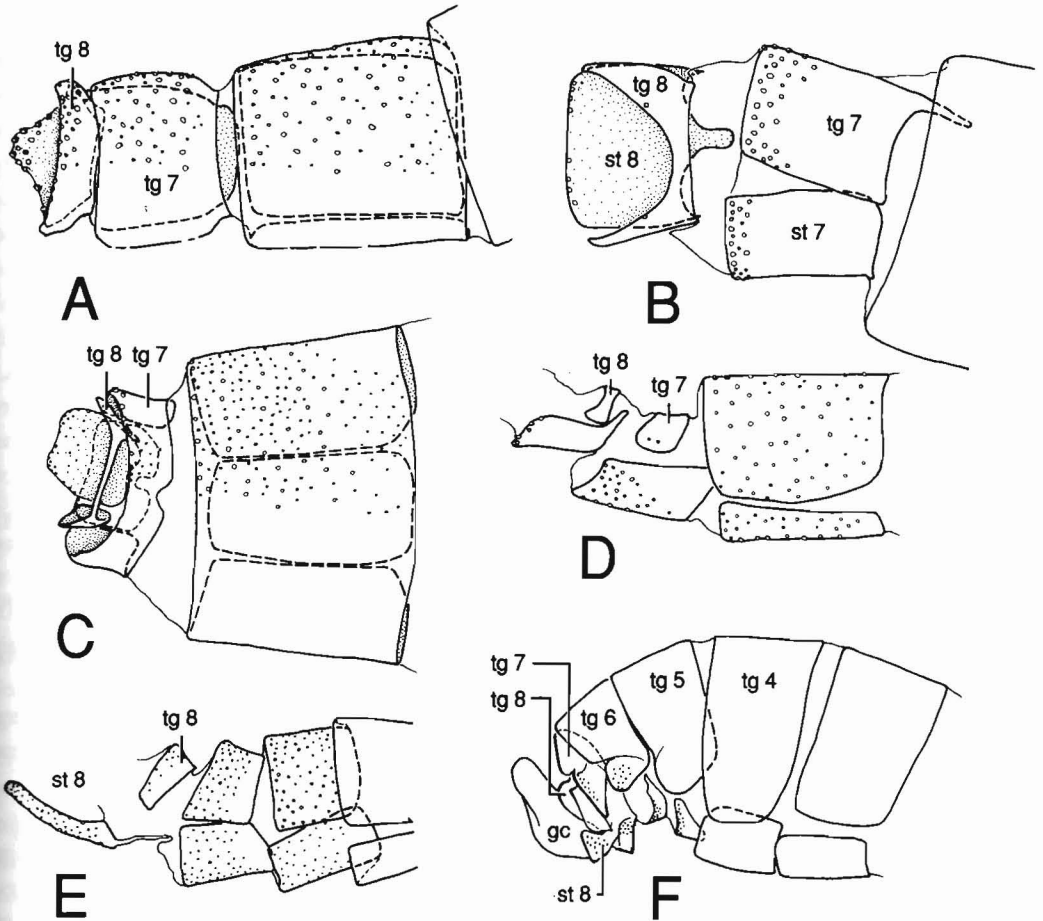 tg 8
tg 7
A
tg 8
st 8
tg 7
st 7
B
tg 8 tg 7
C
tg 8
tg 7
D
tg 8
st 8
E
tg 7
tg 8
tg 6
tg 5
tg 4
gc
st 8
F